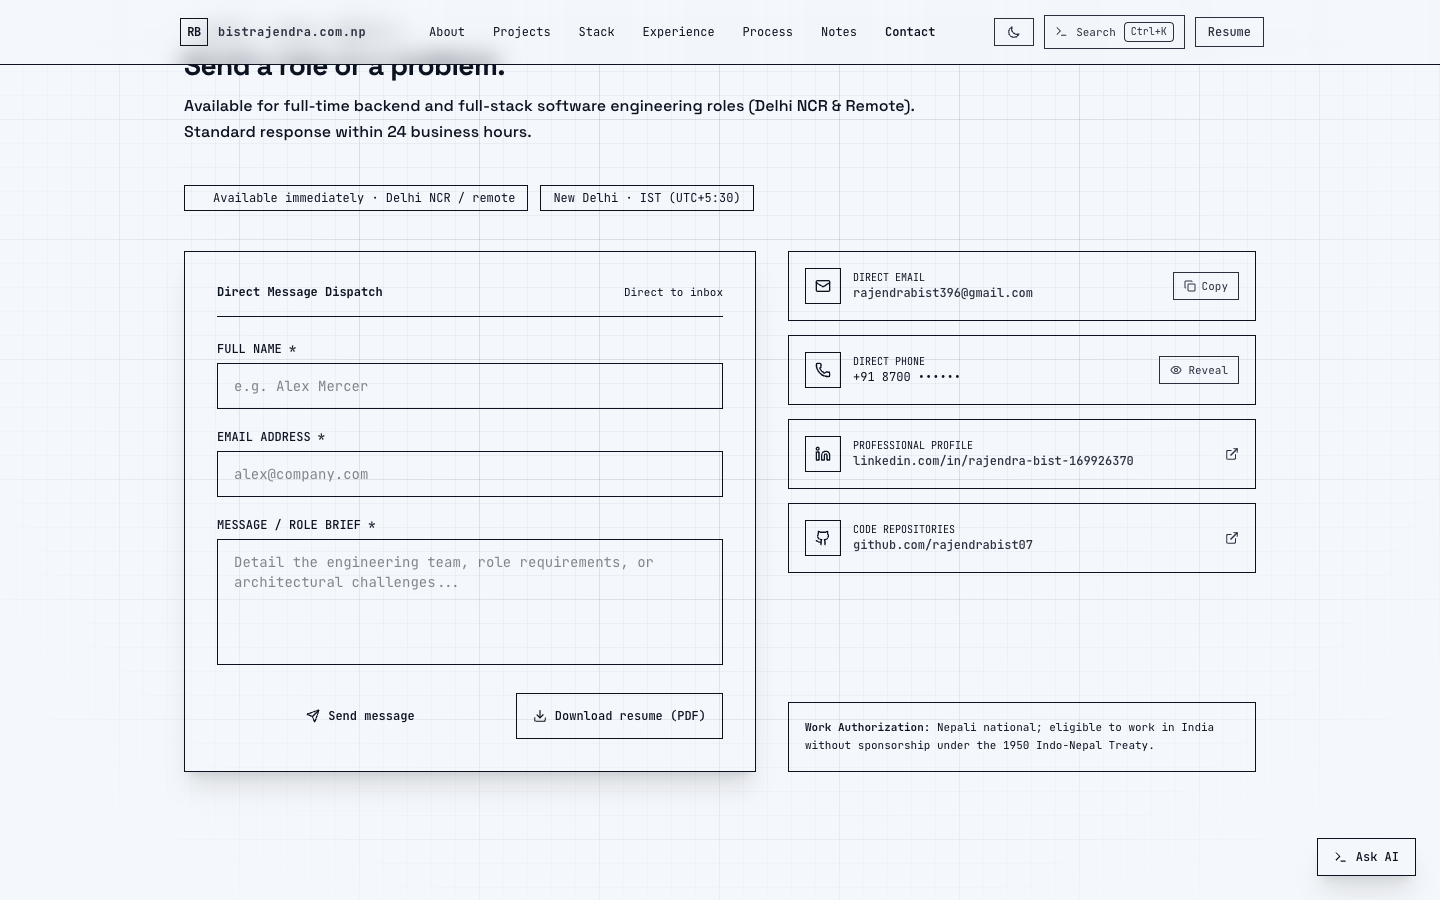 RB bistrajendra.com.np About Projects Stack Experience Process Notes Contact Search Ctrl+K Resume
Send a role or a problem.
Available for full-time backend and full-stack software engineering roles (Delhi NCR & Remote).
Standard response within 24 business hours.
Available immediately · Delhi NCR / remote New Delhi · IST (UTC+5:30)
Direct Message Dispatch Direct to inbox
FULL NAME *
e.g. Alex Mercer
EMAIL ADDRESS *
alex@company.com
MESSAGE / ROLE BRIEF *
Detail the engineering team, role requirements, or
architectural challenges...
Send message Download resume (PDF)
DIRECT EMAIL
rajendrabist396@gmail.com Copy
DIRECT PHONE
+91 8700 •••••• Reveal
PROFESSIONAL PROFILE
linkedin.com/in/rajendra-bist-169926370
CODE REPOSITORIES
github.com/rajendrabist07
Work Authorization: Nepali national; eligible to work in India
without sponsorship under the 1950 Indo-Nepal Treaty.
Ask AI